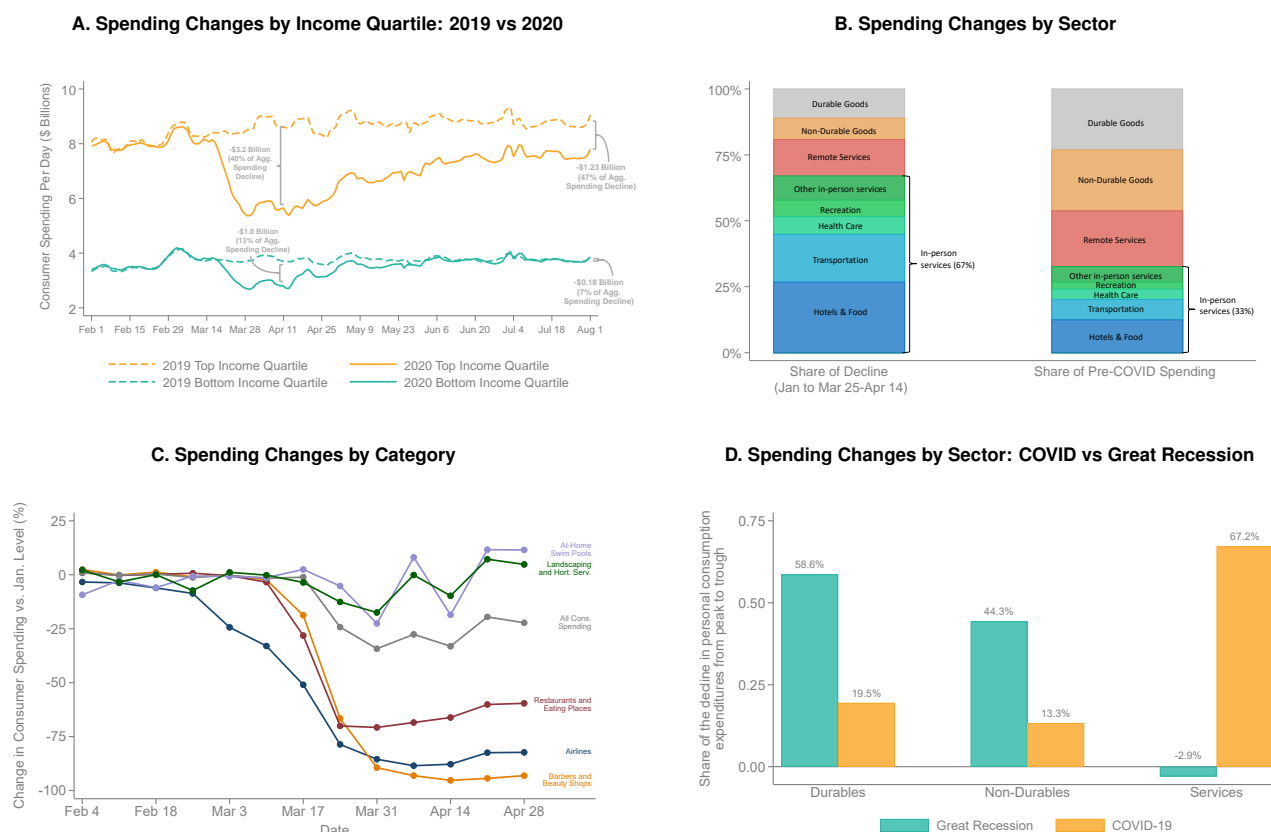 A. Spending Changes by Income Quartile: 2019 vs 2020
Consumer Spending Per Day ($ Billions)
10
8
6
4
2
-$3.2 Billion
(40% of Agg.
Spending
Decline)
-$1.23 Billion
(47% of Agg.
Spending Decline)
-$1.0 Billion
(13% of Agg.
Spending Decline)
-$0.18 Billion
(7% of Agg.
Spending Decline)
Feb 1 Feb 15 Feb 29 Mar 14 Mar 28 Apr 11 Apr 25 May 9 May 23 Jun 6 Jun 20 Jul 4 Jul 18 Aug 1
2019 Top Income Quartile 2020 Top Income Quartile
2019 Bottom Income Quartile 2020 Bottom Income Quartile
B. Spending Changes by Sector
100%
75%
50%
25%
0%
Durable Goods
Non-Durable Goods
Remote Services
Other in-person services
Recreation
Health Care
Transportation
Hotels & Food
In-person
services (67%)
Durable Goods
Non-Durable Goods
Remote Services
Other in-person services
Recreation
Health Care
Transportation
Hotels & Food
In-person
services (33%)
Share of Decline
(Jan to Mar 25-Apr 14)
Share of Pre-COVID Spending
C. Spending Changes by Category
Change in Consumer Spending vs. Jan. Level (%)
25
0
-25
-50
-75
-100
At-Home
Swim Pools
Landscaping
and Hort. Serv.
All Cons.
Spending
Restaurants and
Eating Places
Airlines
Barbers and
Beauty Shops
Feb 4 Feb 18 Mar 3 Mar 17 Mar 31 Apr 14 Apr 28
Date
D. Spending Changes by Sector: COVID vs Great Recession
Share of the decline in personal consumption
expenditures from peak to trough
0.75
0.50
0.25
0.00
58.6%
19.5%
44.3%
13.3%
-2.9%
67.2%
Durables Non-Durables Services
Great Recession COVID-19